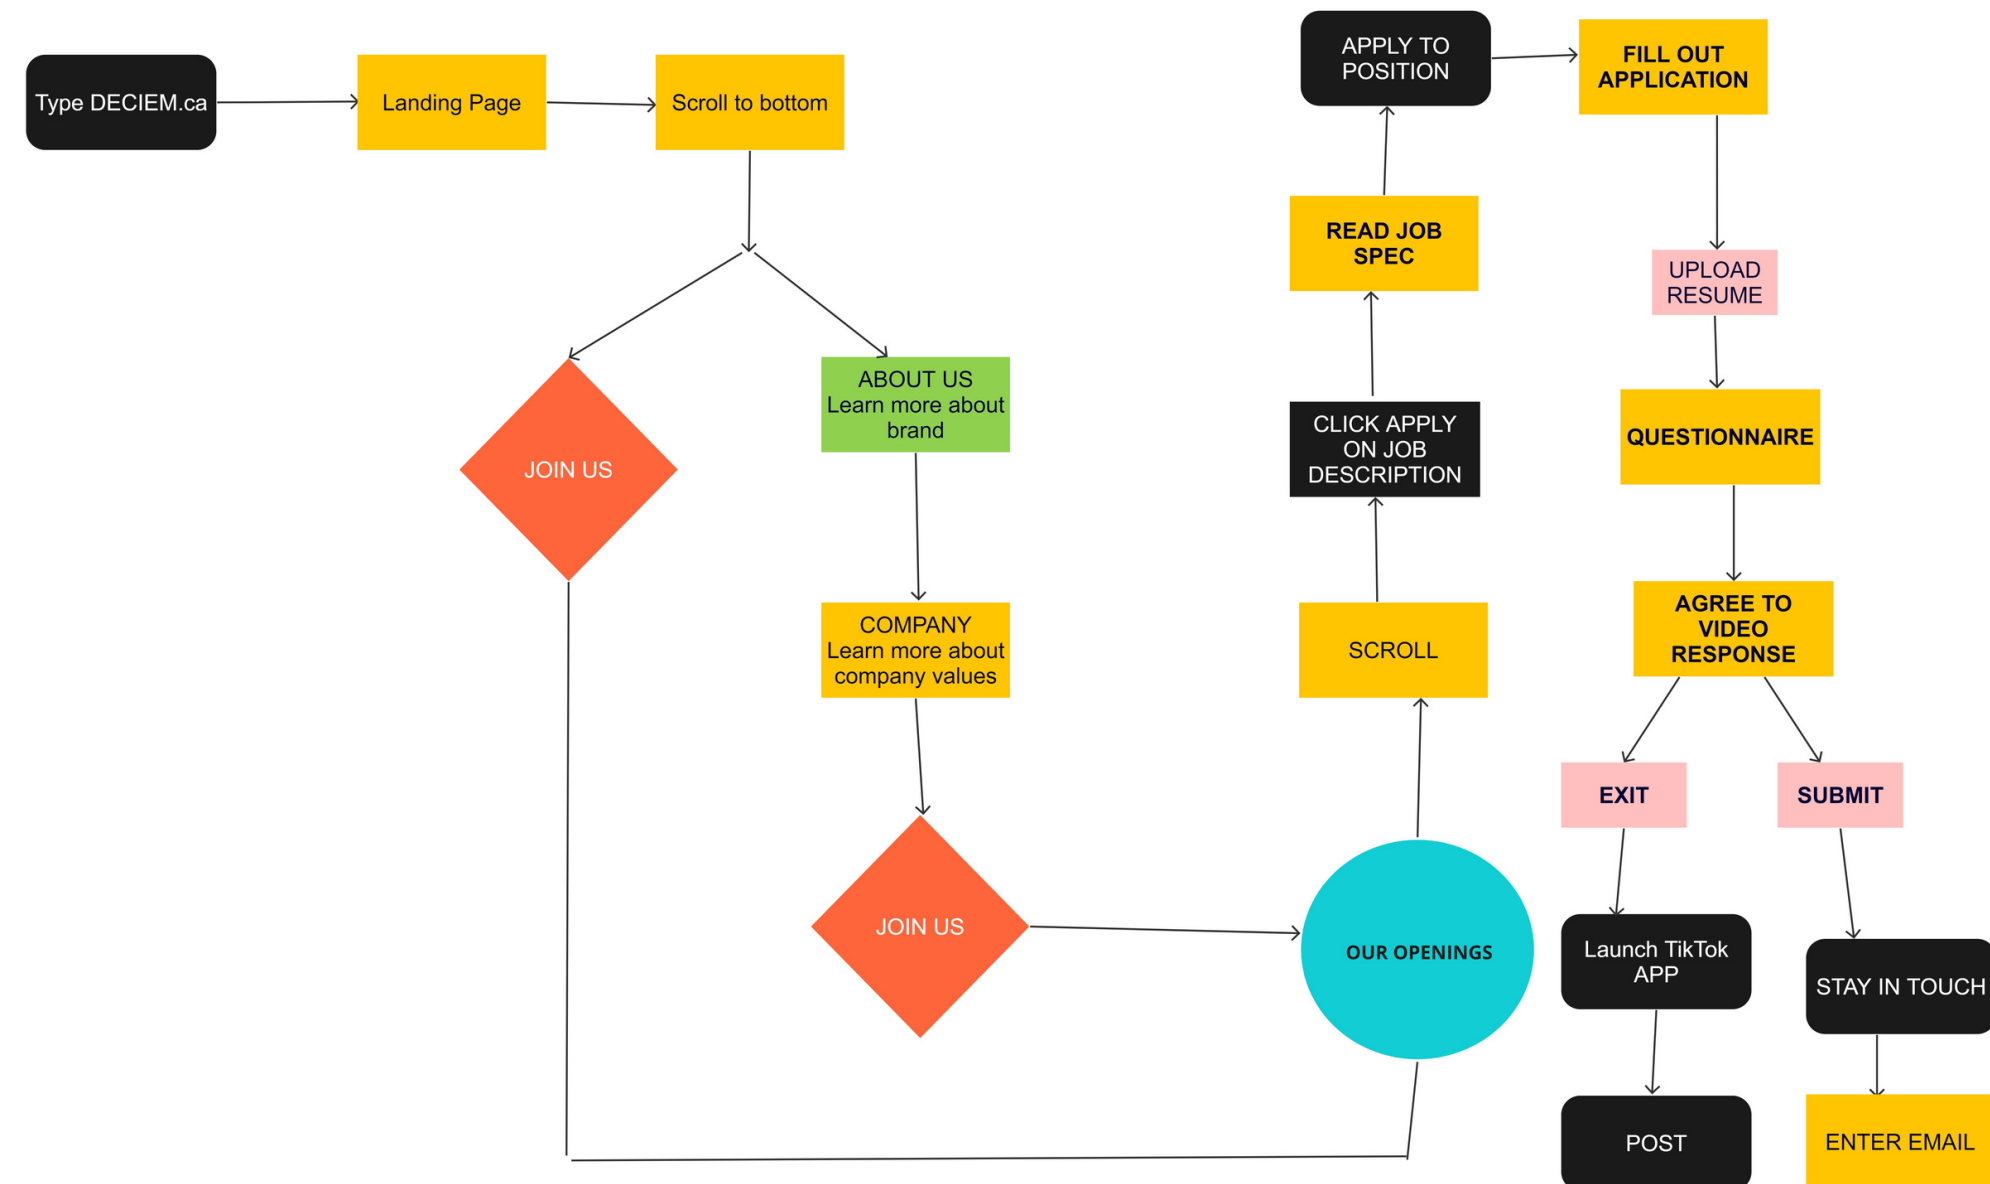 Type DECIEM.ca
Landing Page
Scroll to bottom
JOIN US
ABOUT US
Learn more about
brand
COMPANY
Learn more about
company values
JOIN US
OUR OPENINGS
SCROLL
CLICK APPLY
ON JOB
DESCRIPTION
READ JOB
SPEC
APPLY TO
POSITION
FILL OUT
APPLICATION
UPLOAD
RESUME
QUESTIONNAIRE
AGREE TO
VIDEO
RESPONSE
EXIT
SUBMIT
Launch TikTok
APP
STAY IN TOUCH
POST
ENTER EMAIL